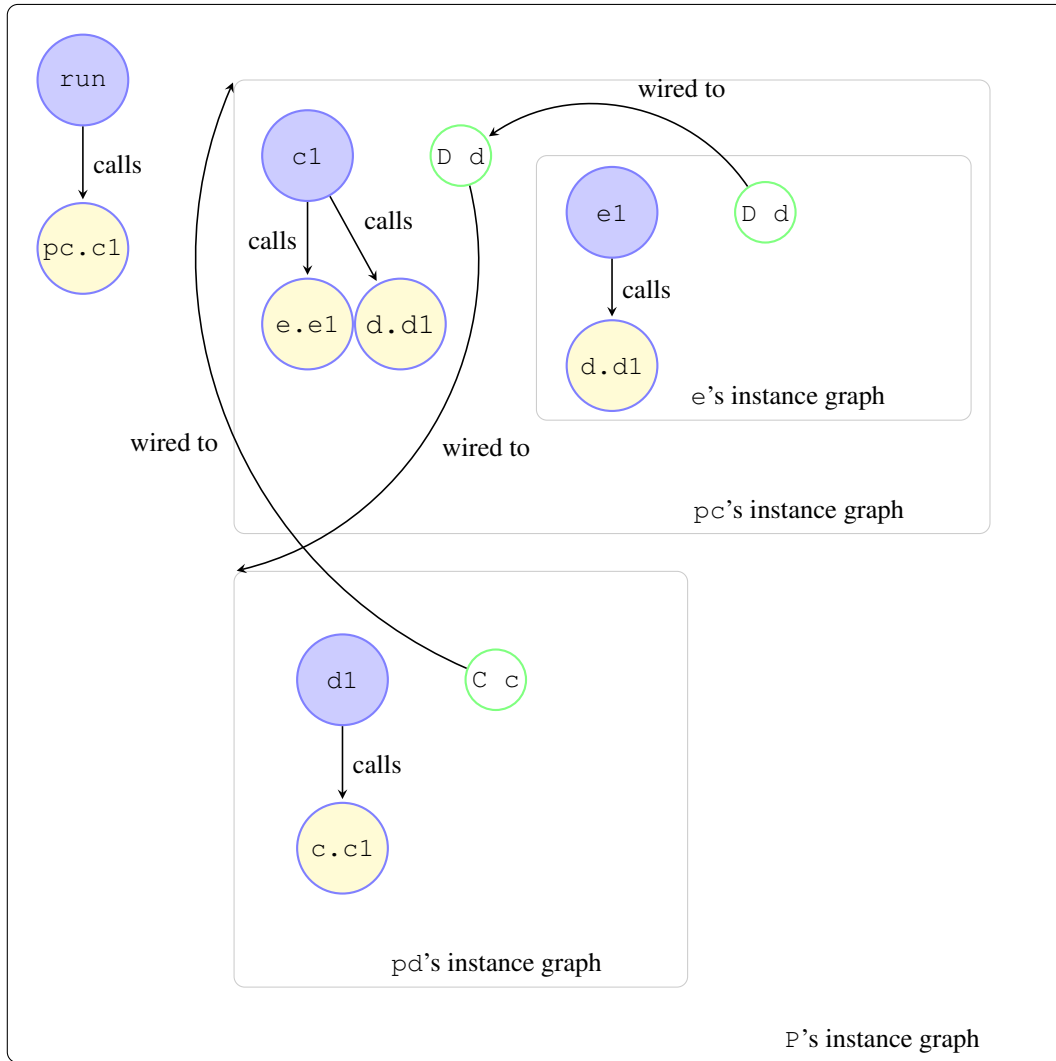 run
calls
pc.c1
wired to
c1
D d
calls
calls
e.e1
d.d1
e1
D d
calls
d.d1
e's instance graph
wired to
wired to
pc's instance graph
d1
C c
calls
c.c1
pd's instance graph
P's instance graph